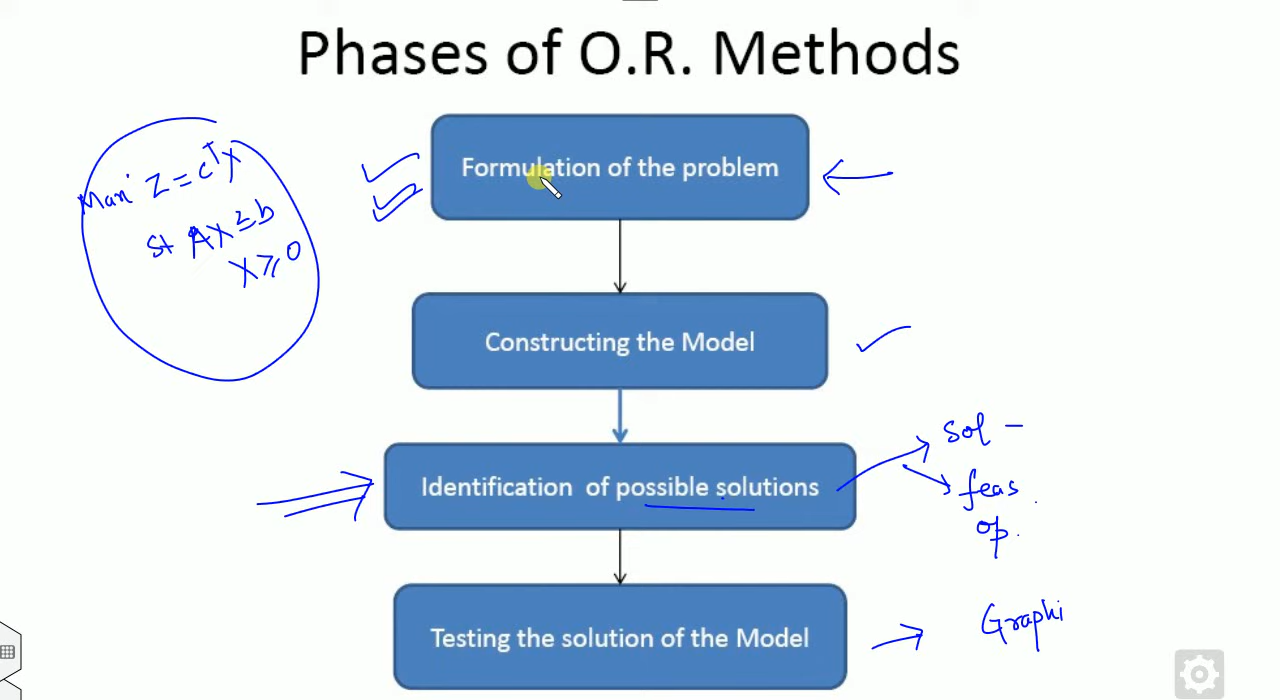 Phases of O.R. Methods
Formulation of the problem
Max Z = cᵀX
St AX = b
X ≥ 0
Constructing the Model
Identification of possible solutions
Sol -
feas
op.
Testing the solution of the Model
Graphi